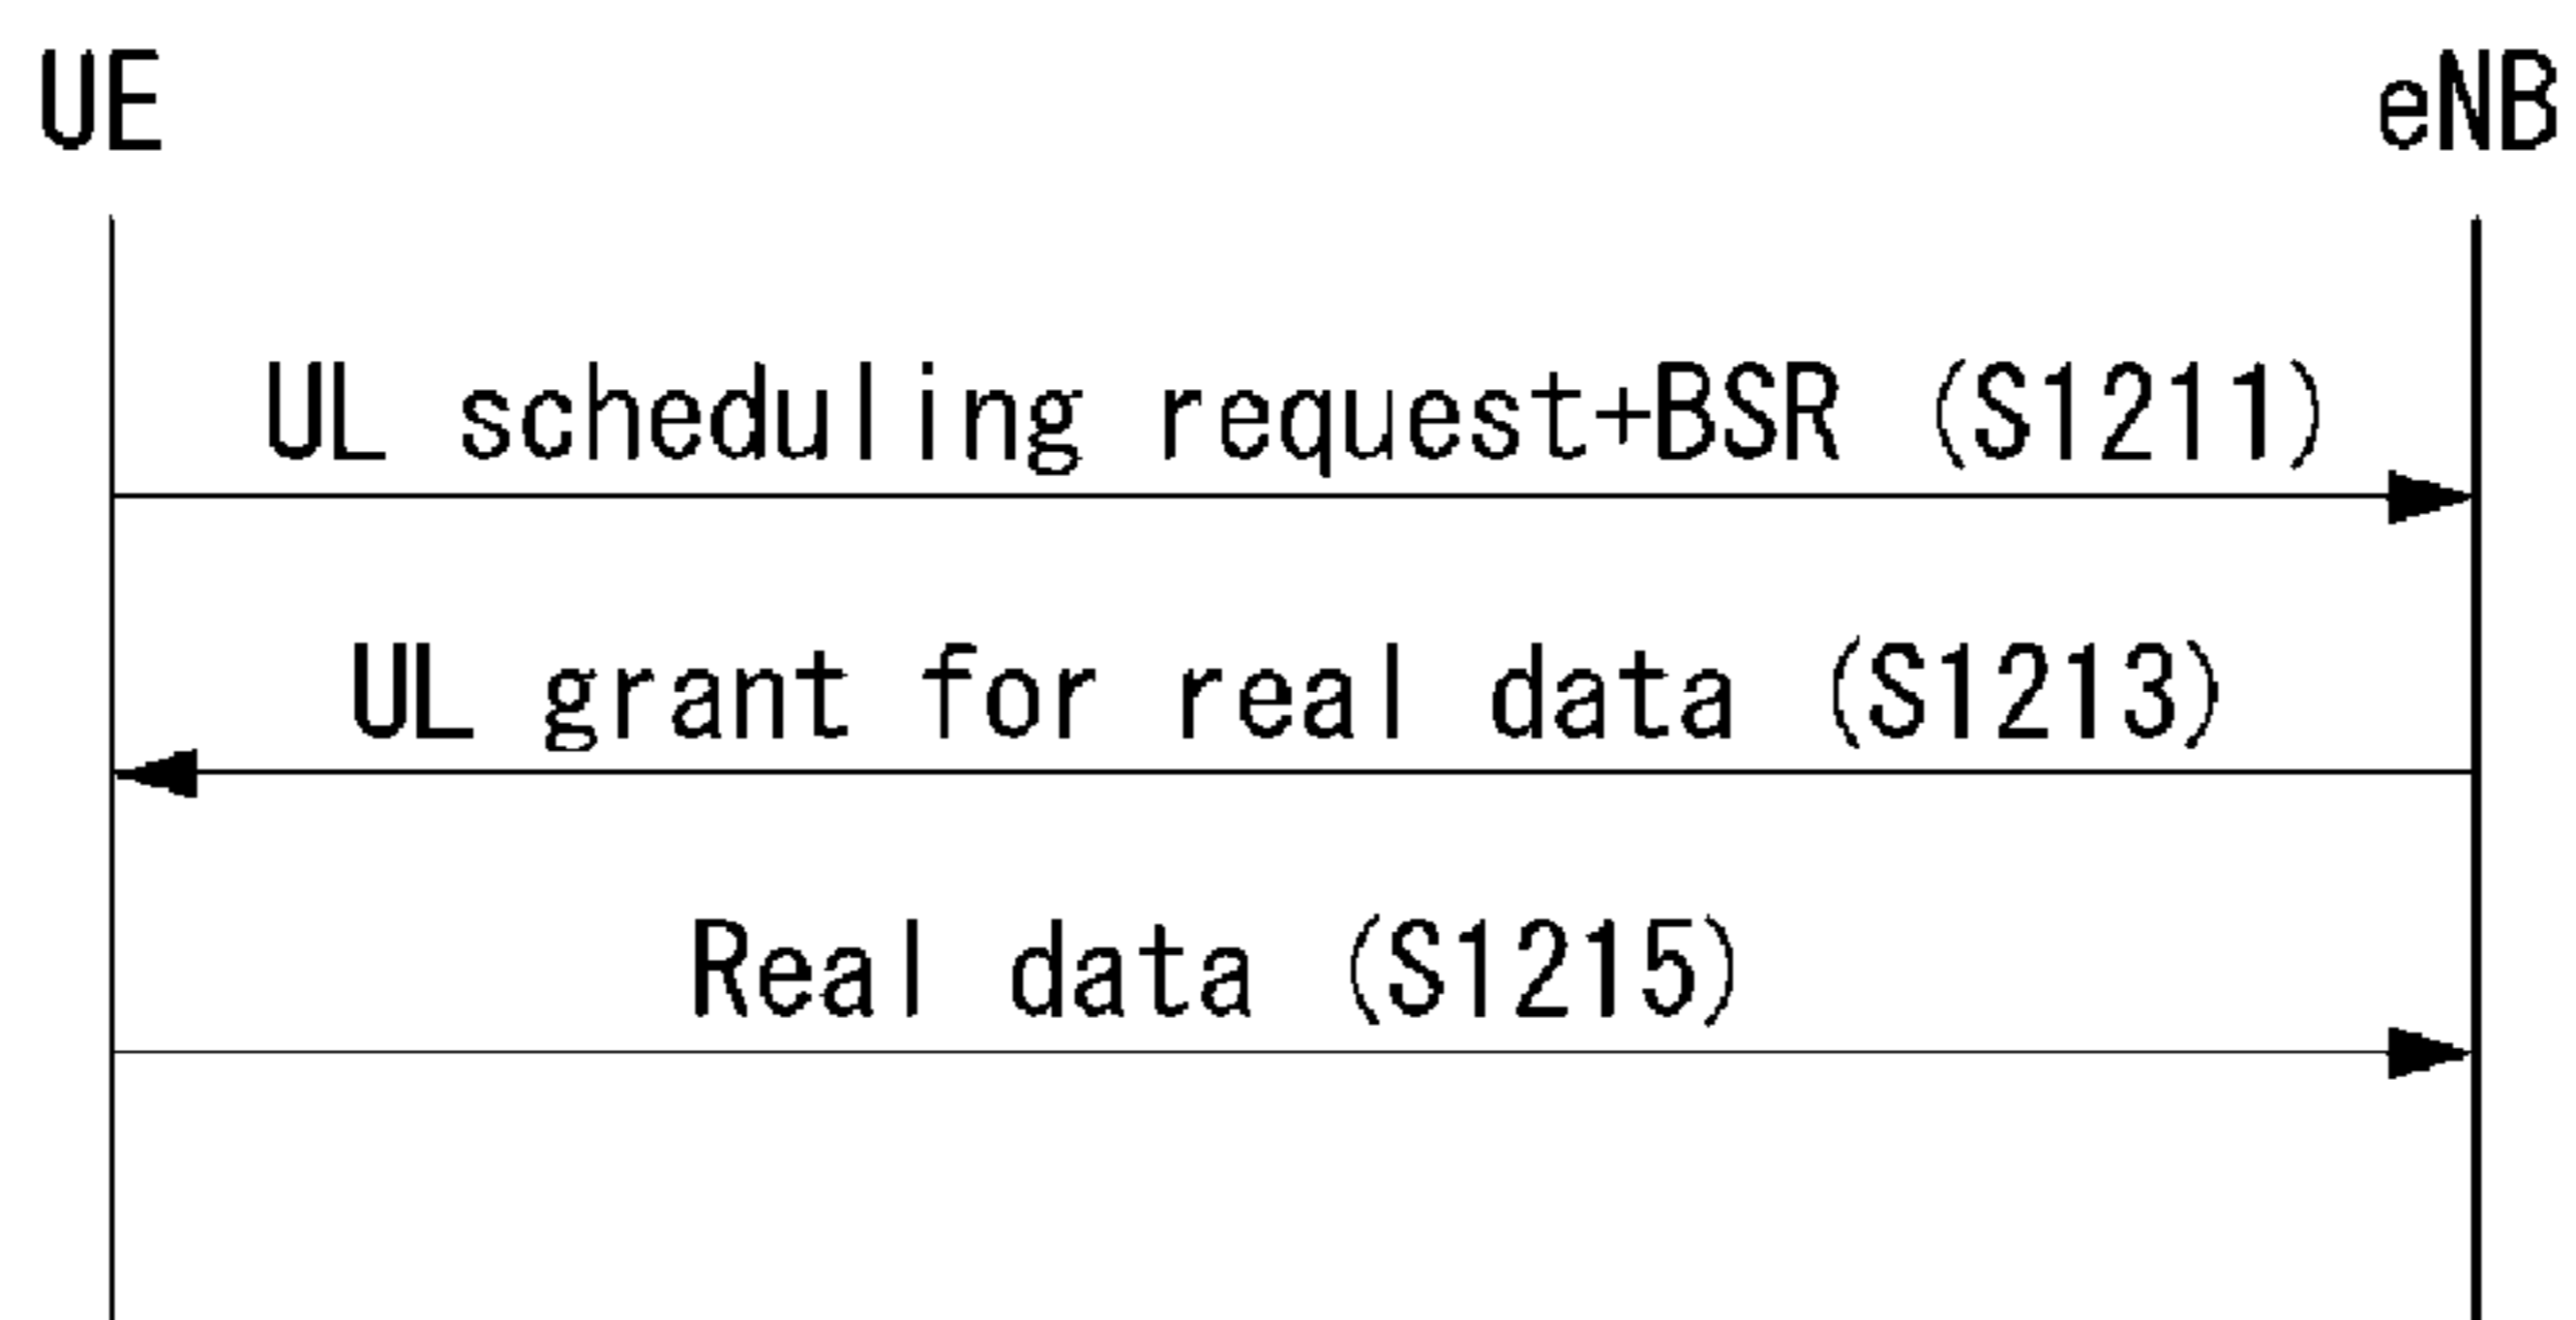 UE eNB
UL scheduling request+BSR (S1211)
UL grant for real data (S1213)
Real data (S1215)